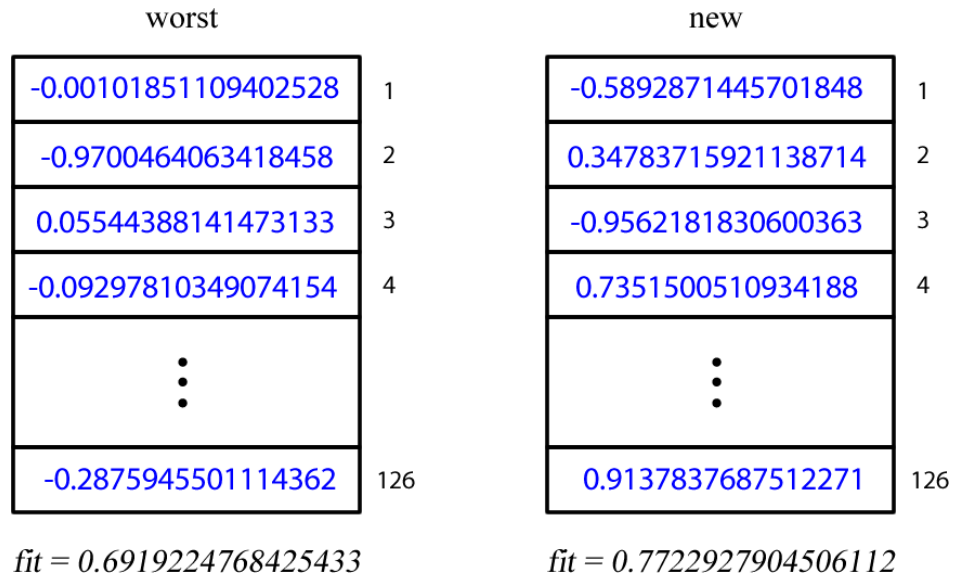 worst
-0.00101851109402528 1
-0.9700464063418458 2
0.05544388141473133 3
-0.09297810349074154 4
-0.2875945501114362 126
fit = 0.6919224768425433
new
-0.5892871445701848 1
0.34783715921138714 2
-0.9562181830600363 3
0.7351500510934188 4
0.9137837687512271 126
fit = 0.7722927904506112